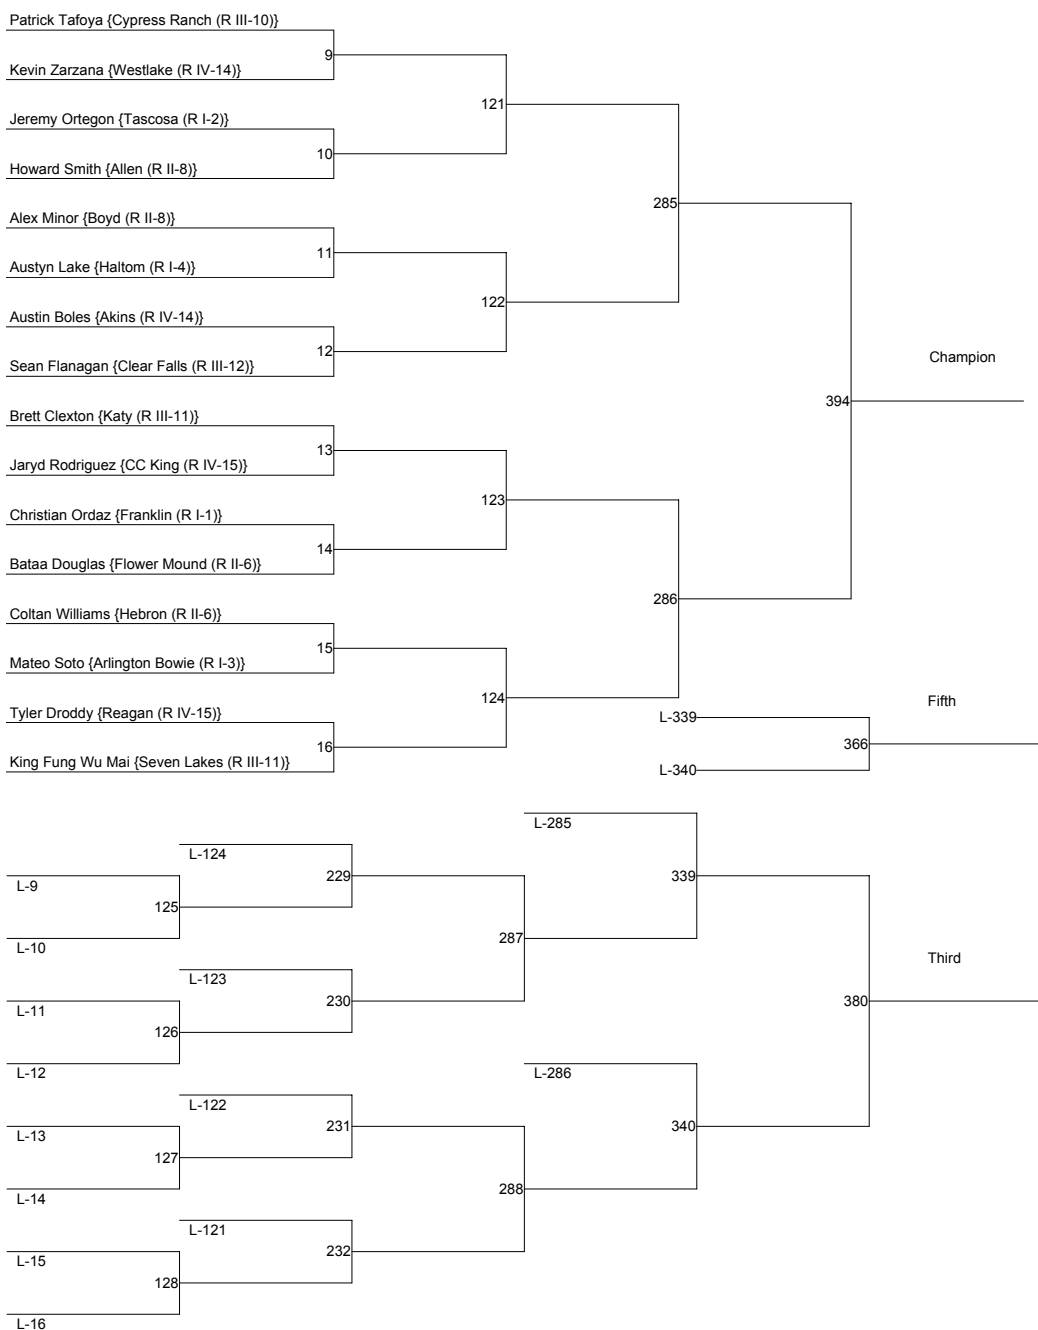 Patrick Tafoya {Cypress Ranch (R III-10)}
9
Kevin Zarzana {Westlake (R IV-14)}
121
Jeremy Ortegon {Tascosa (R I-2)}
10
Howard Smith {Allen (R II-8)}
285
Alex Minor {Boyd (R II-8)}
11
Austyn Lake {Haltom (R I-4)}
122
Austin Boles {Akins (R IV-14)}
12
Sean Flanagan {Clear Falls (R III-12)}
Champion
394
Brett Clexton {Katy (R III-11)}
13
Jaryd Rodriguez {CC King (R IV-15)}
123
Christian Ordaz {Franklin (R I-1)}
14
Bataa Douglas {Flower Mound (R II-6)}
286
Coltan Williams {Hebron (R II-6)}
15
Mateo Soto {Arlington Bowie (R I-3)}
124
Fifth
Tyler Droddy {Reagan (R IV-15)}
L-339
16
366
King Fung Wu Mai {Seven Lakes (R III-11)}
L-340
L-285
L-124
229
339
L-9
125
287
L-10
Third
L-123
230
380
L-11
126
L-12
L-286
L-122
231
340
L-13
127
288
L-14
L-121
232
L-15
128
L-16